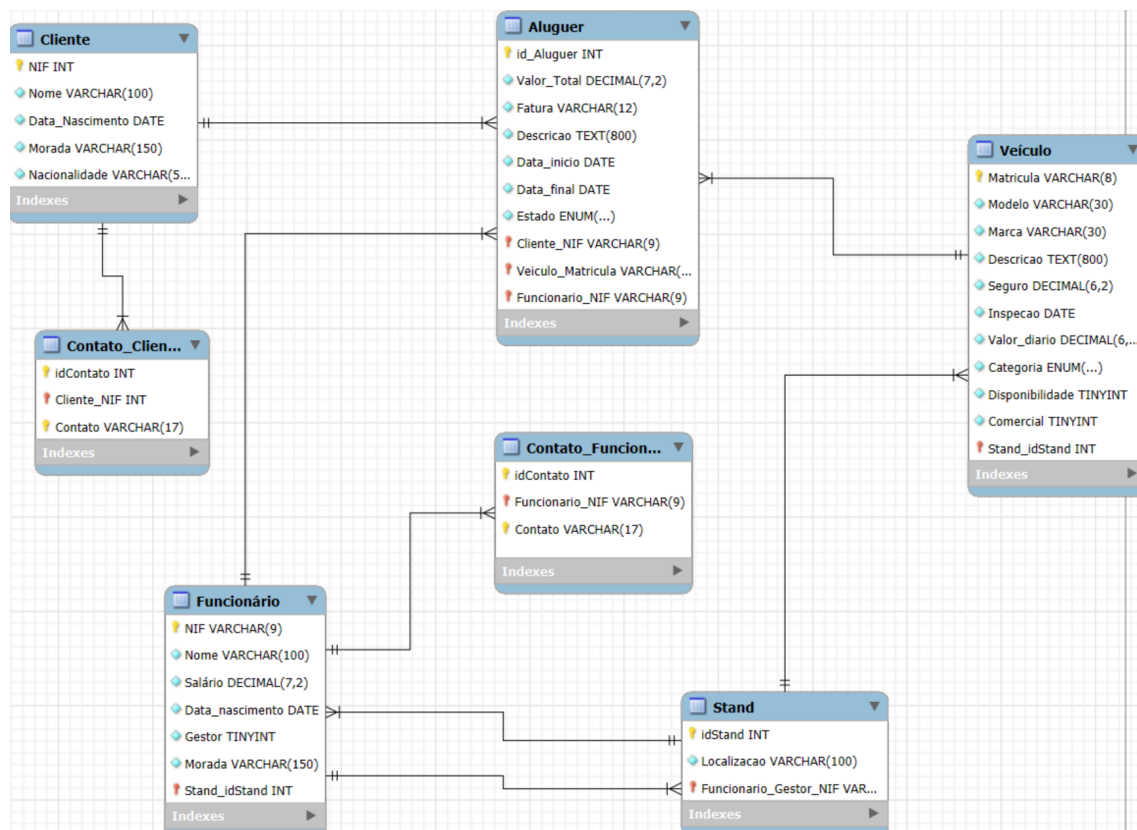 Cliente
NIF INT
Nome VARCHAR(100)
Data_Nascimento DATE
Morada VARCHAR(150)
Nacionalidade VARCHAR(5...
Indexes
Aluguer
id_Aluguer INT
Valor_Total DECIMAL(7,2)
Fatura VARCHAR(12)
Descricao TEXT(800)
Data_inicio DATE
Data_final DATE
Estado ENUM(...)
Cliente_NIF VARCHAR(9)
Veiculo_Matricula VARCHAR(...
Funcionario_NIF VARCHAR(9)
Indexes
Veículo
Matricula VARCHAR(8)
Modelo VARCHAR(30)
Marca VARCHAR(30)
Descricao TEXT(800)
Seguro DECIMAL(6,2)
Inspecao DATE
Valor_diario DECIMAL(6,...
Categoria ENUM(...)
Disponibilidade TINYINT
Comercial TINYINT
Stand_idStand INT
Indexes
Contato_Clien...
idContato INT
Cliente_NIF INT
Contato VARCHAR(17)
Indexes
Contato_Funcion...
idContato INT
Funcionario_NIF VARCHAR(9)
Contato VARCHAR(17)
Indexes
Funcionário
NIF VARCHAR(9)
Nome VARCHAR(100)
Salário DECIMAL(7,2)
Data_nascimento DATE
Gestor TINYINT
Morada VARCHAR(150)
Stand_idStand INT
Indexes
Stand
idStand INT
Localizacao VARCHAR(100)
Funcionario_Gestor_NIF VAR...
Indexes